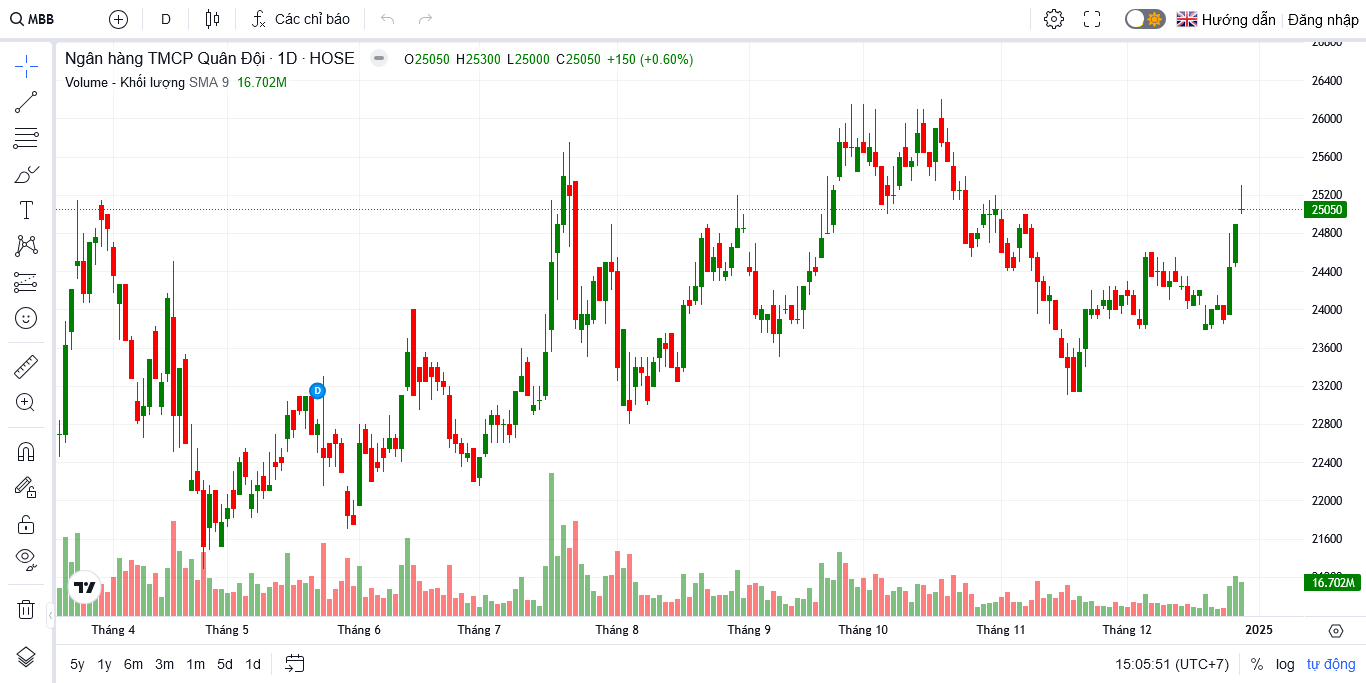 MBB
D
Các chỉ báo
Hướng dẫn
Đăng nhập
Ngân hàng TMCP Quân Đội · 1D · HOSE
O25050 H25300 L25000 C25050 +150 (+0.60%)
Volume - Khối lượng SMA 9 16.702M
26800
26400
26000
25600
25200
25050
24800
24400
24000
23600
23200
D
22800
22400
22000
21600
16.702M
Tháng 4
Tháng 5
Tháng 6
Tháng 7
Tháng 8
Tháng 9
Tháng 10
Tháng 11
Tháng 12
2025
5y 1y 6m 3m 1m 5d 1d
15:05:51 (UTC+7)
% log tự động